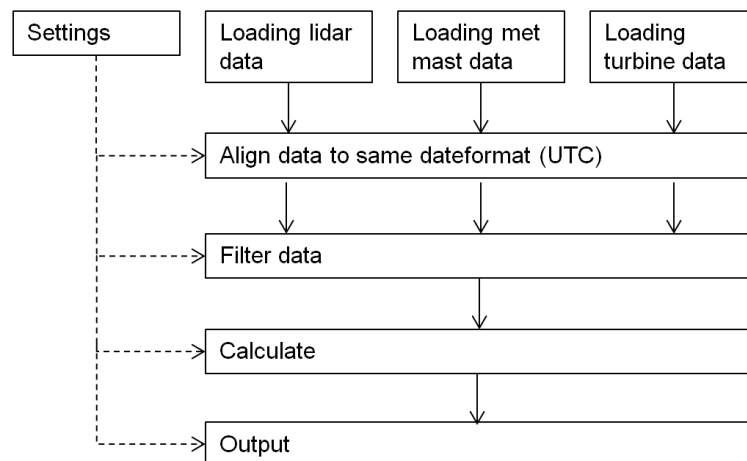 Settings
Loading lidar
data
Loading met
mast data
Loading
turbine data
Align data to same dateformat (UTC)
Filter data
Calculate
Output